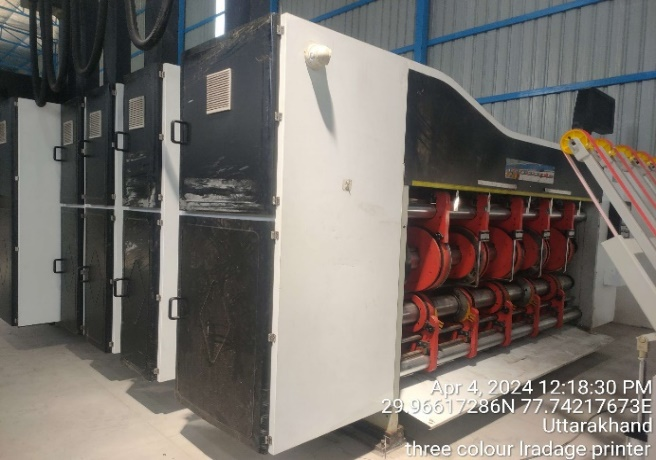 Apr 4, 2024 12:18:30 PM
29.96617286N 77.74217673E
Uttarakhand
three colour lradage printer